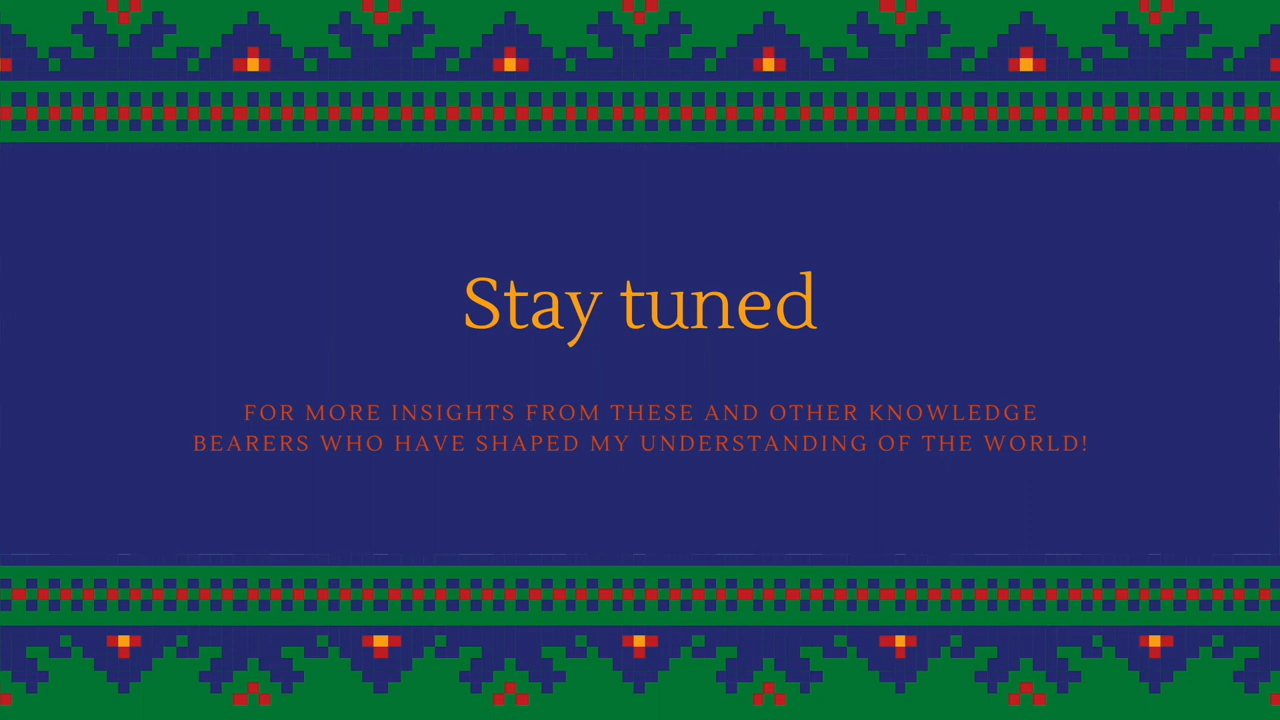 Stay tuned
FOR MORE INSIGHTS FROM THESE AND OTHER KNOWLEDGE
BEARERS WHO HAVE SHAPED MY UNDERSTANDING OF THE WORLD!